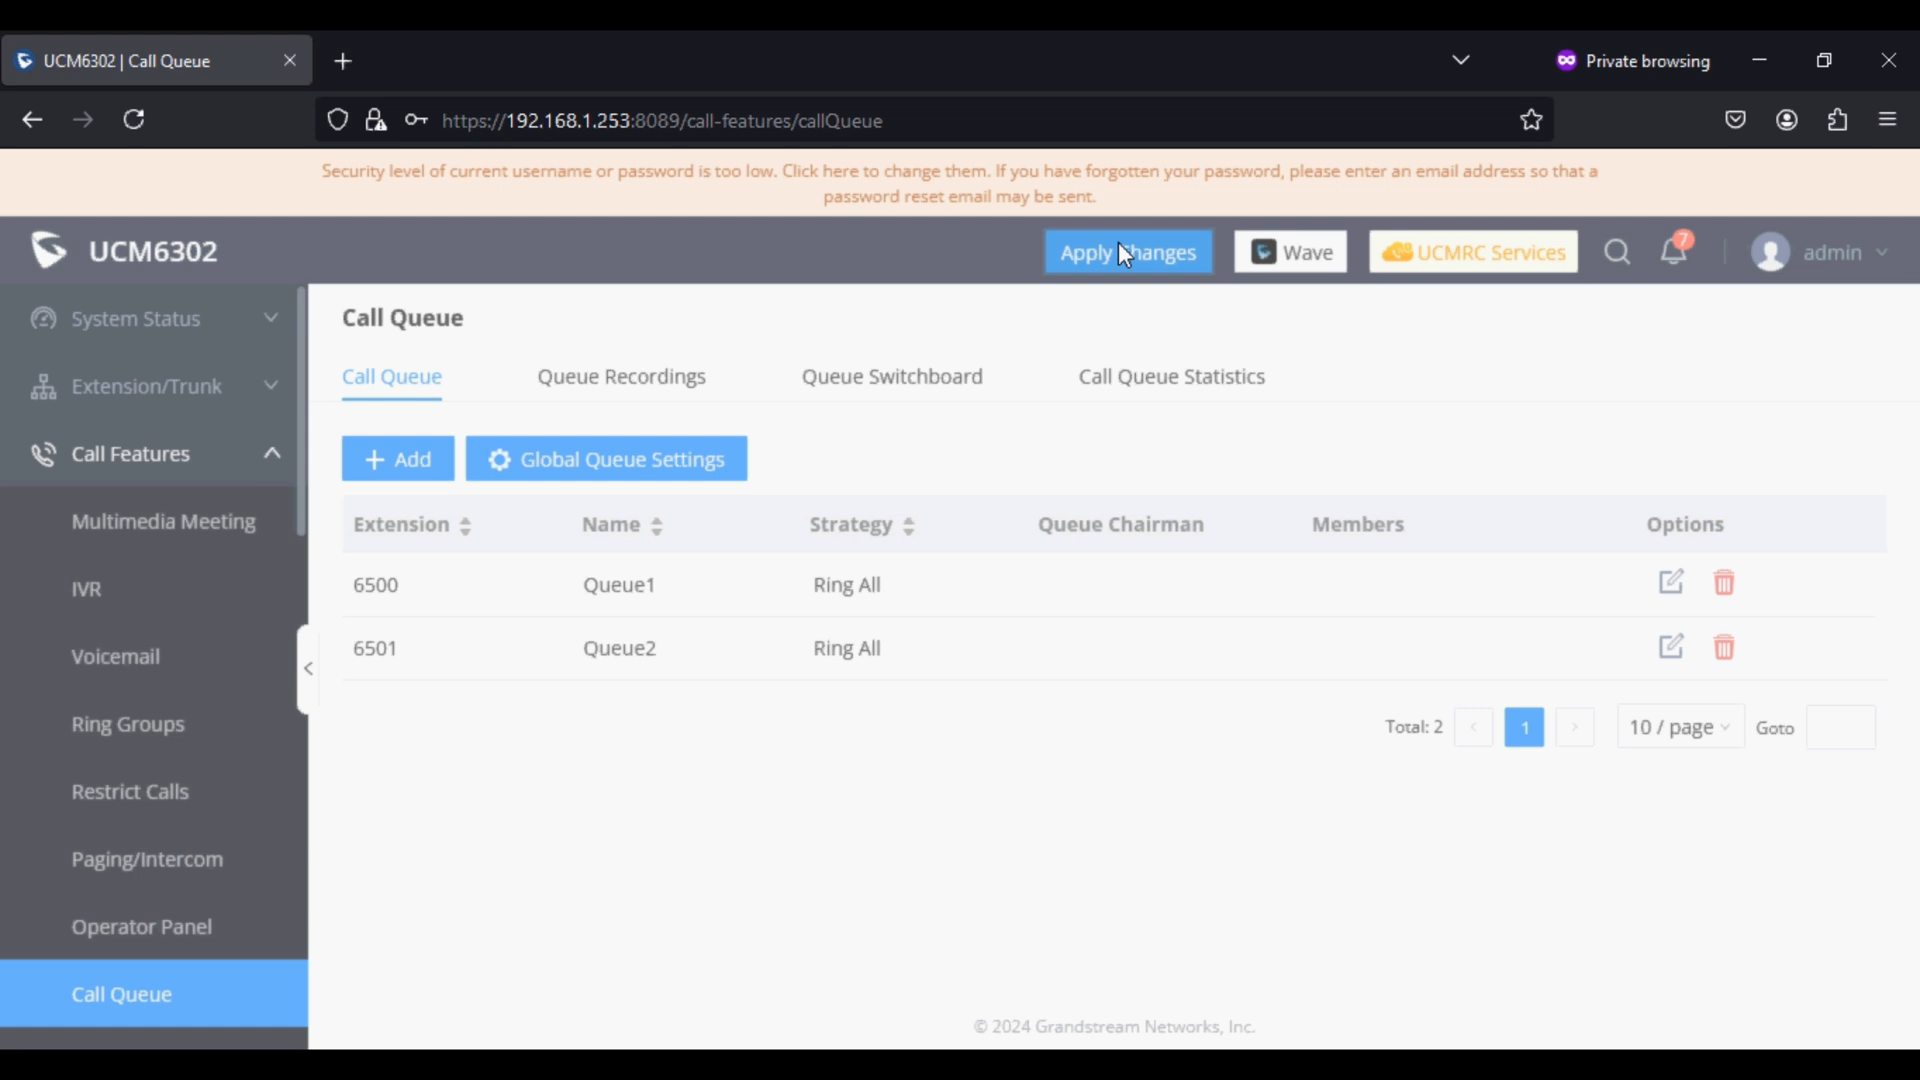 UCM6302 | Call Queue
Private browsing
https://192.168.1.253:8089/call-features/callQueue
Security level of current username or password is too low. Click here to change them. If you have forgotten your password, please enter an email address so that a
password reset email may be sent.
UCM6302
Apply Changes
Wave
UCMRC Services
7
admin
System Status
Extension/Trunk
Call Features
Multimedia Meeting
IVR
Voicemail
Ring Groups
Restrict Calls
Paging/Intercom
Operator Panel
Call Queue
Call Queue
Call Queue Queue Recordings Queue Switchboard Call Queue Statistics
+ Add Global Queue Settings
Extension Name Strategy Queue Chairman Members Options
6500 Queue1 Ring All
6501 Queue2 Ring All
Total: 2 < 1 > 10 / page Goto
© 2024 Grandstream Networks, Inc.